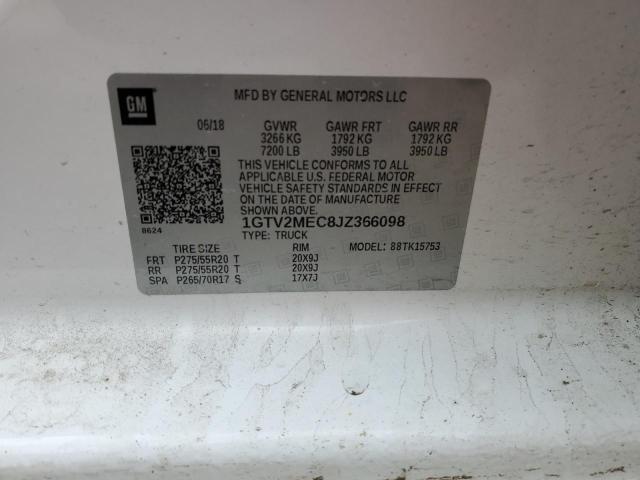 GM
MFD BY GENERAL MOTORS LLC
06/18 GVWR GAWR FRT GAWR RR
3266 KG 1792 KG 1792 KG
7200 LB 3950 LB 3950 LB
THIS VEHICLE CONFORMS TO ALL
APPLICABLE U.S. FEDERAL MOTOR
VEHICLE SAFETY STANDARDS IN EFFECT
ON THE DATE OF MANUFACTURE
SHOWN ABOVE.
8624 1GTV2MEC8JZ366098
TYPE: TRUCK
TIRE SIZE RIM MODEL: 88TK15753
FRT P275/55R20 T 20X9J
RR P275/55R20 T 20X9J
SPA P265/70R17 S 17X7J